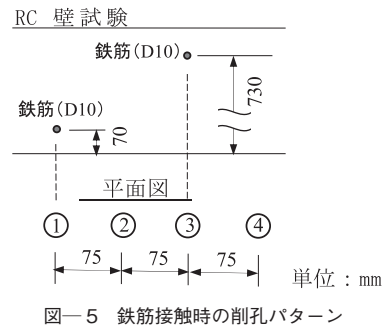 RC 壁試験
鉄筋(D10)
730
鉄筋(D10)
70
平面図
① ② ③ ④
75 75 75
単位：mm
図―5 鉄筋接触時の削孔パターン